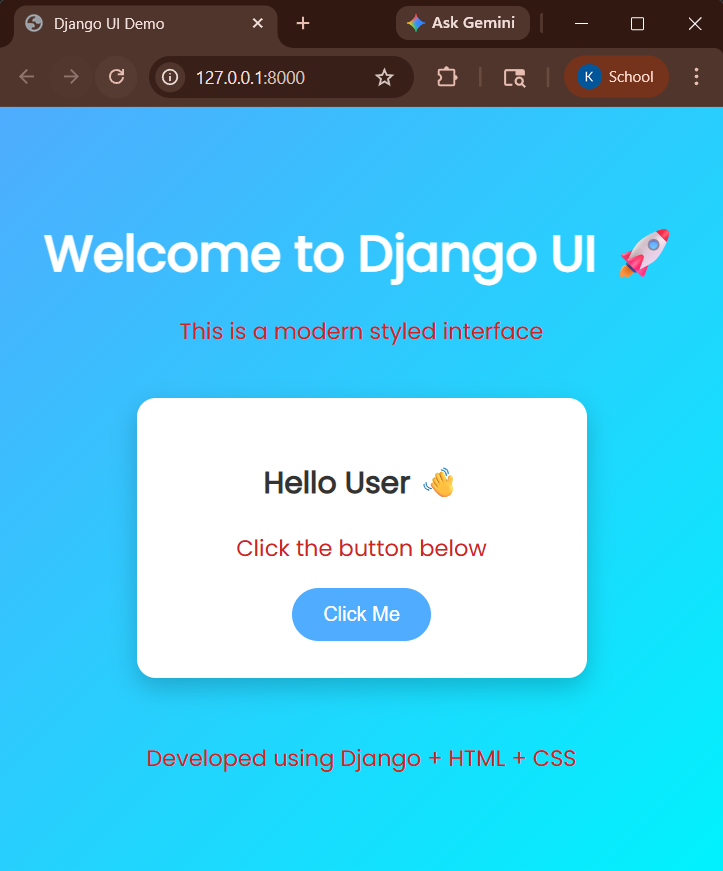 Django UI Demo
Ask Gemini
127.0.0.1:8000
K School
Welcome to Django UI 🚀
This is a modern styled interface
Hello User 👋
Click the button below
Click Me
Developed using Django + HTML + CSS